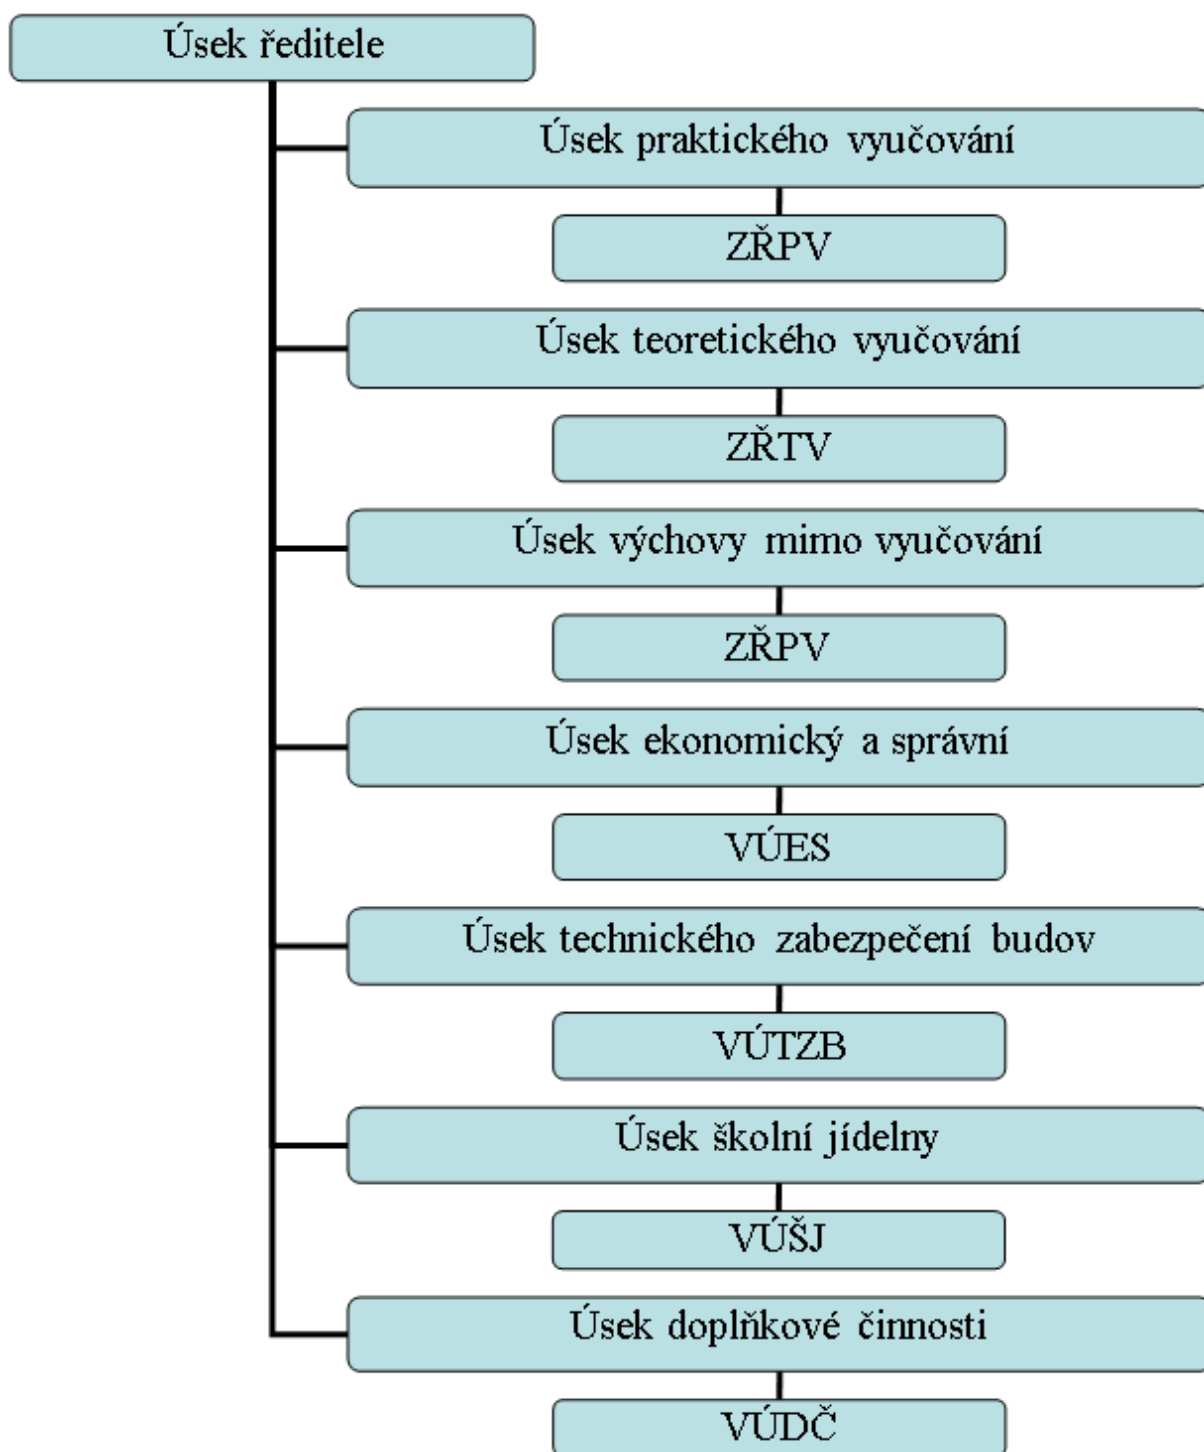 Úsek ředitele
Úsek praktického vyučování
ZŘPV
Úsek teoretického vyučování
ZŘTV
Úsek výchovy mimo vyučování
ZŘPV
Úsek ekonomický a správní
VÚES
Úsek technického zabezpečení budov
VÚTZB
Úsek školní jídelny
VÚŠJ
Úsek doplňkové činnosti
VÚDČ